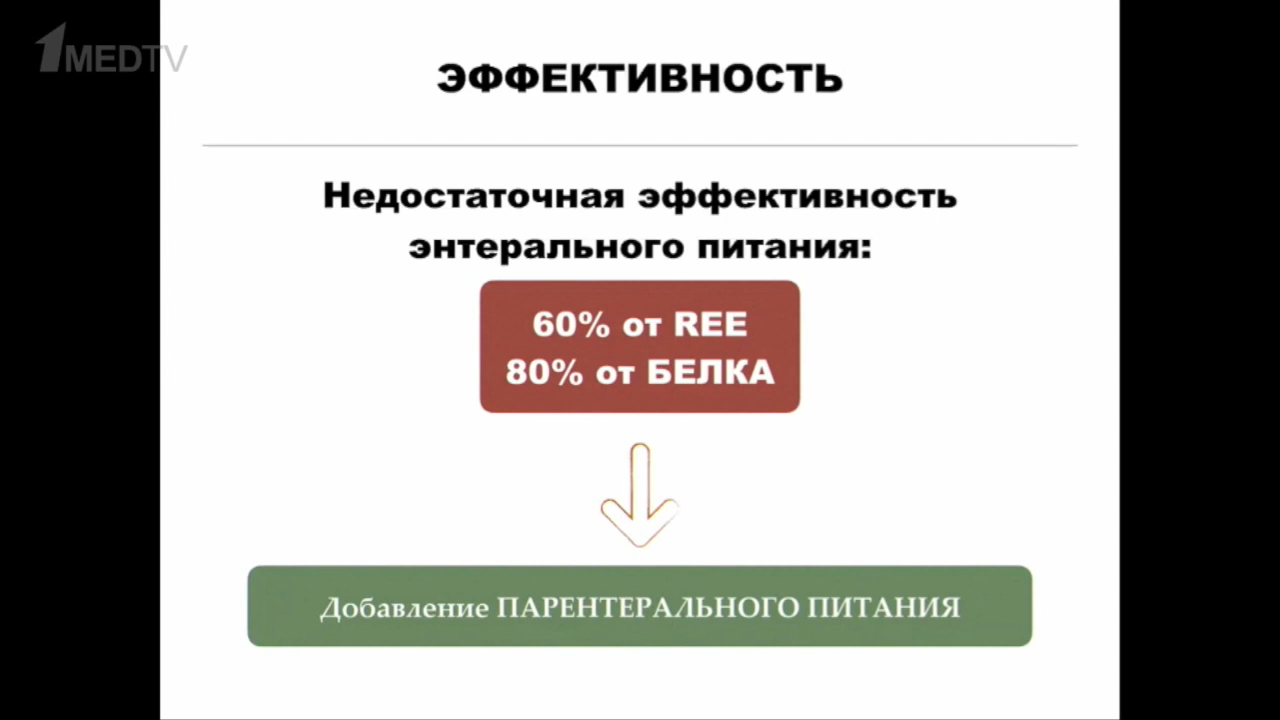 1MEDTV
ЭФФЕКТИВНОСТЬ
Недостаточная эффективность
энтерального питания:
60% от REE
80% от БЕЛКА
Добавление ПАРЕНТЕРАЛЬНОГО ПИТАНИЯ